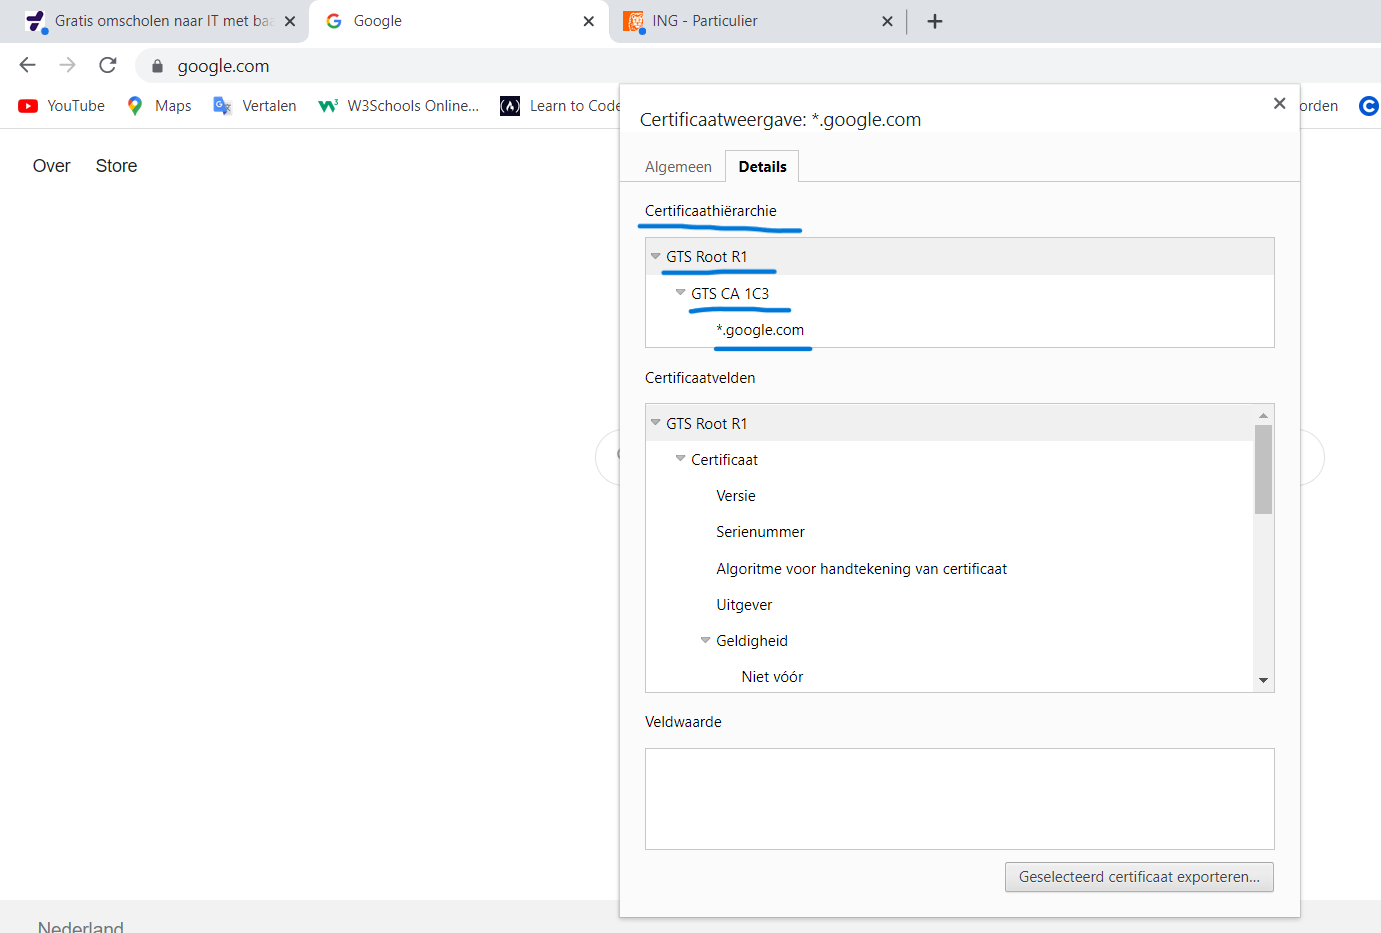 Gratis omscholen naar IT met baa
Google
ING - Particulier
google.com
YouTube
Maps
Vertalen
W3Schools Online...
Learn to Code
orden
Over
Store
Certificaatweergave: *.google.com
Algemeen
Details
Certificaathiërarchie
GTS Root R1
GTS CA 1C3
*.google.com
Certificaatvelden
GTS Root R1
Certificaat
Versie
Serienummer
Algoritme voor handtekening van certificaat
Uitgever
Geldigheid
Niet vóór
Veldwaarde
Geselecteerd certificaat exporteren...
Nederland